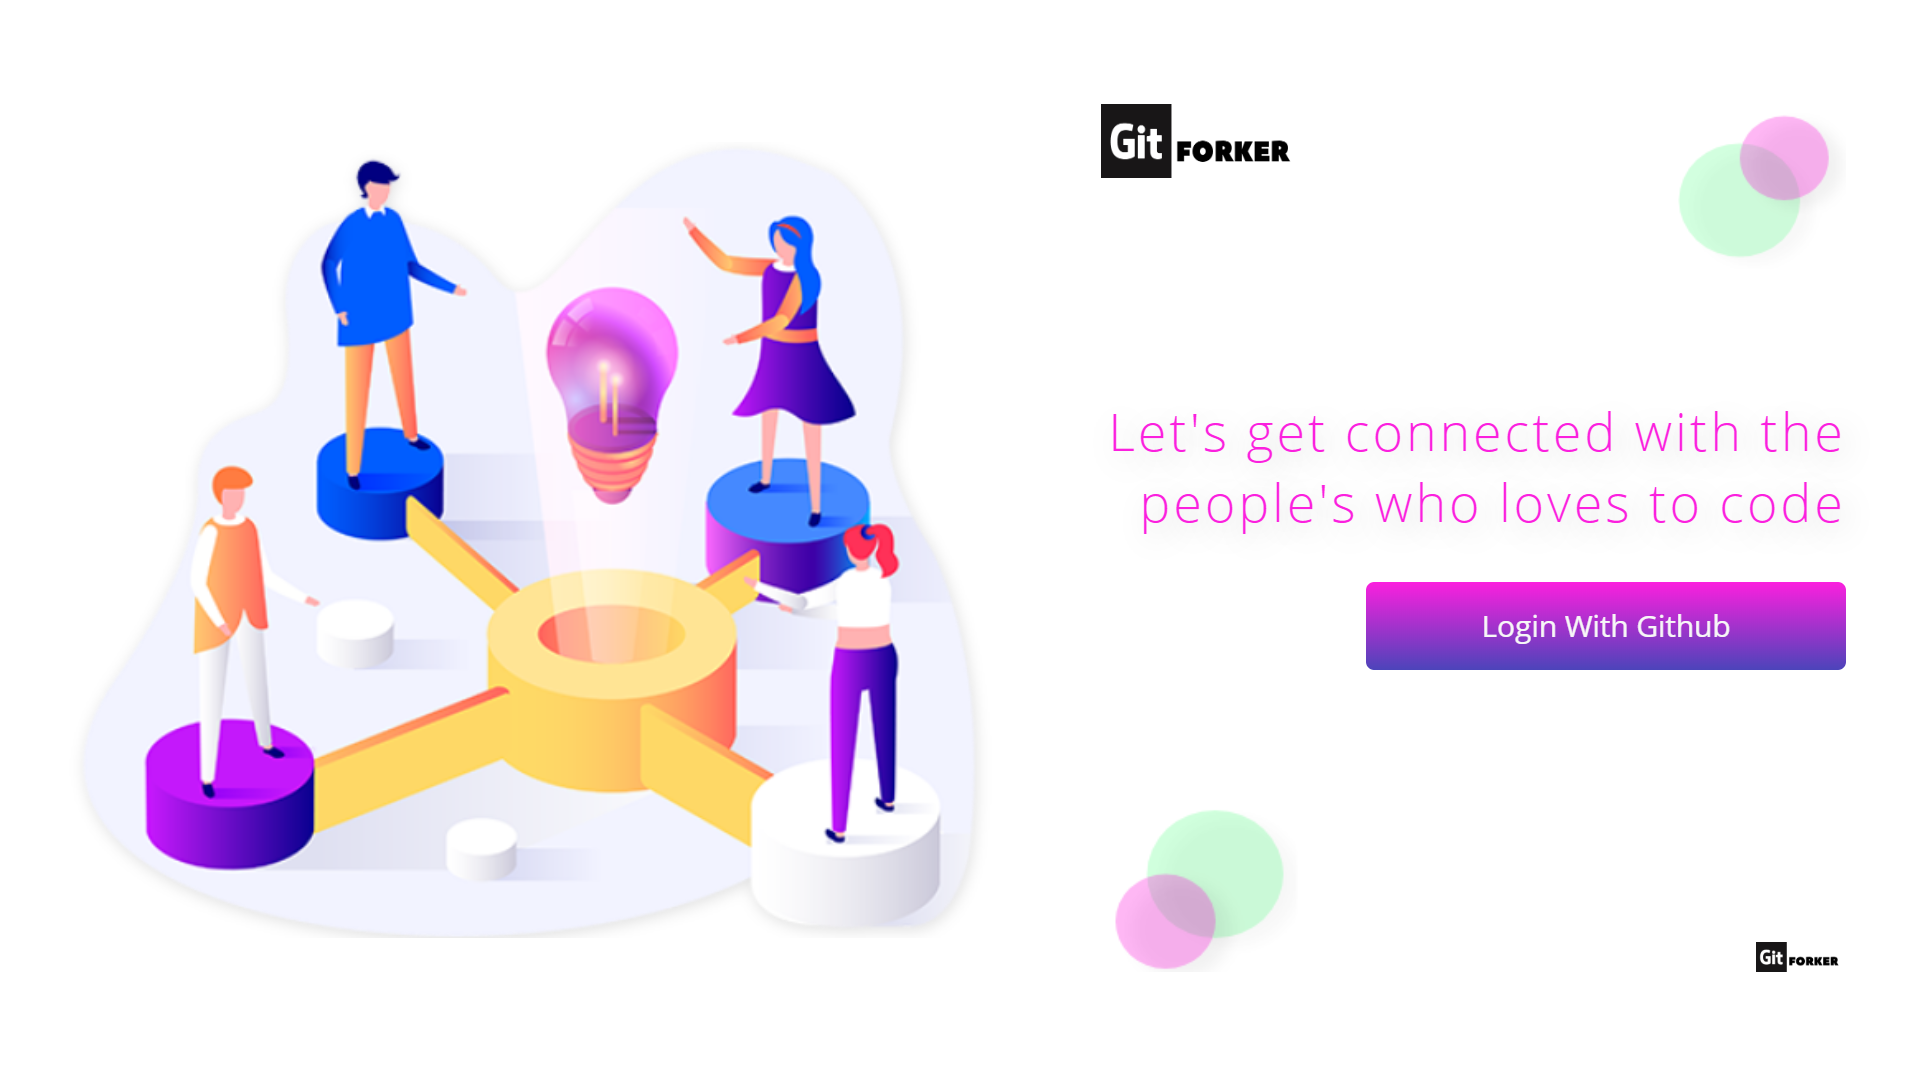 Git FORKER
Let's get connected with the
people's who loves to code
Login With Github
Git FORKER